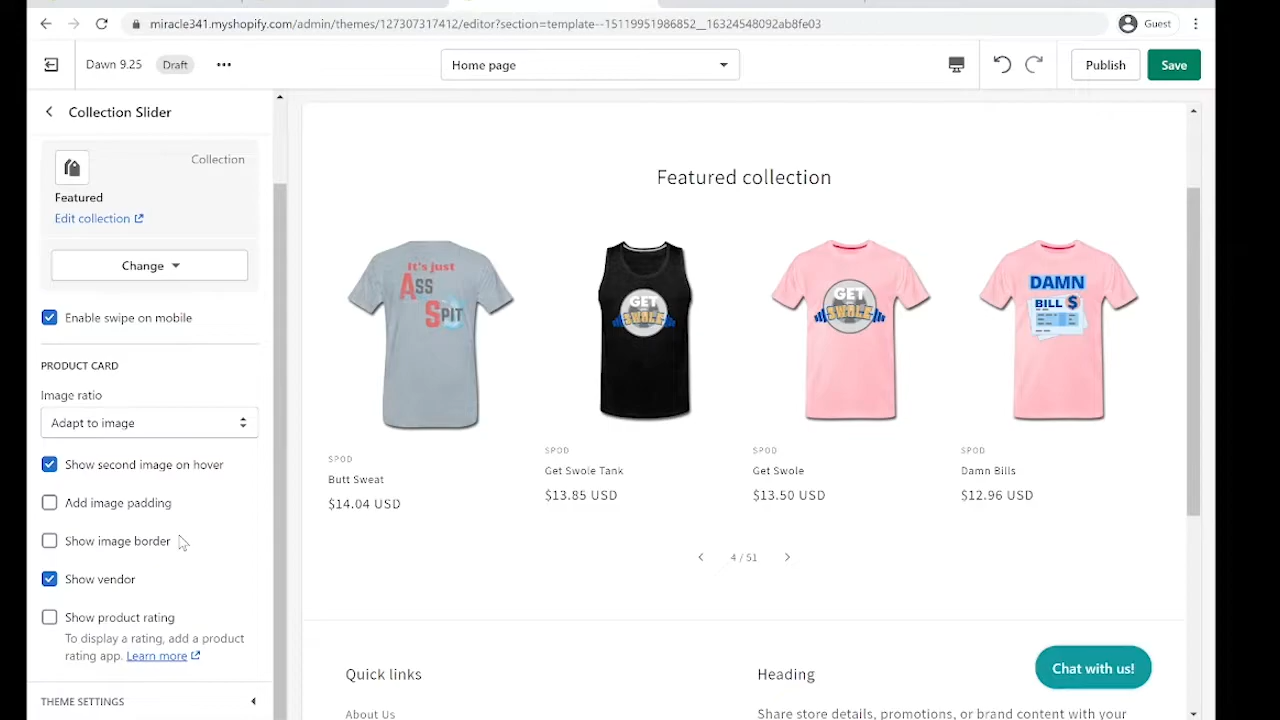 miracle341.myshopify.com/admin/themes/127307317412/editor?section=template--15119951986852__16324548092ab8fe03
Guest
Dawn 9.25
Draft
Home page
Publish
Save
Collection Slider
Collection
Featured
Edit collection
Change
Enable swipe on mobile
PRODUCT CARD
Image ratio
Adapt to image
Show second image on hover
Add image padding
Show image border
Show vendor
Show product rating
To display a rating, add a product
rating app. Learn more
THEME SETTINGS
Featured collection
It's just
Ass
Spit
GET
SWOLE
GET
SWOLE
DAMN
BILL $
SPOD
Butt Sweat
$14.04 USD
SPOD
Get Swole Tank
$13.85 USD
SPOD
Get Swole
$13.50 USD
SPOD
Damn Bills
$12.96 USD
4 / 51
Quick links
About Us
Heading
Share store details, promotions, or brand content with your
Chat with us!